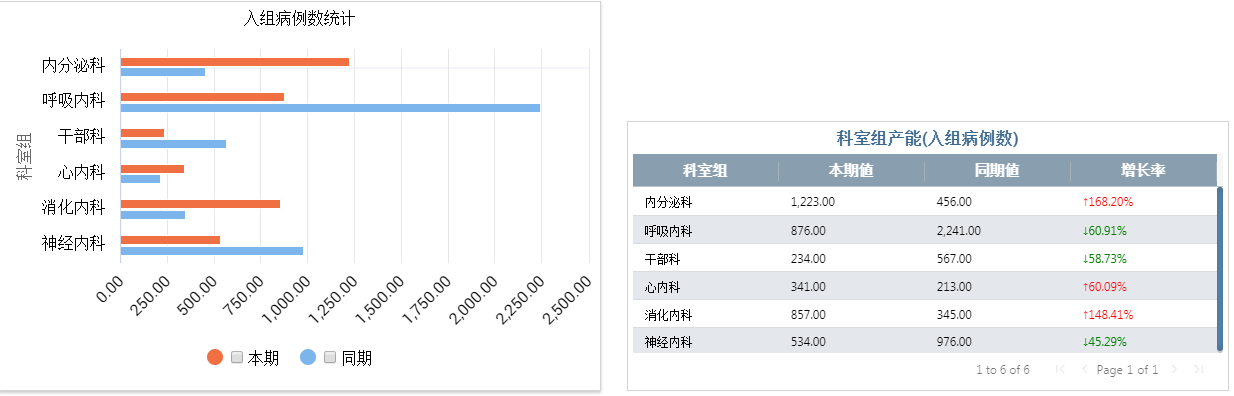 入组病例数统计
科室组
内分泌科
呼吸内科
干部科
心内科
消化内科
神经内科
0.00 250.00 500.00 750.00 1,000.00 1,250.00 1,500.00 1,750.00 2,000.00 2,250.00 2,500.00
本期 同期
科室组产能(入组病例数)
科室组 本期值 同期值 增长率
内分泌科 1,223.00 456.00 ↑168.20%
呼吸内科 876.00 2,241.00 ↓60.91%
干部科 234.00 567.00 ↓58.73%
心内科 341.00 213.00 ↑60.09%
消化内科 857.00 345.00 ↑148.41%
神经内科 534.00 976.00 ↓45.29%
1 to 6 of 6 Page 1 of 1